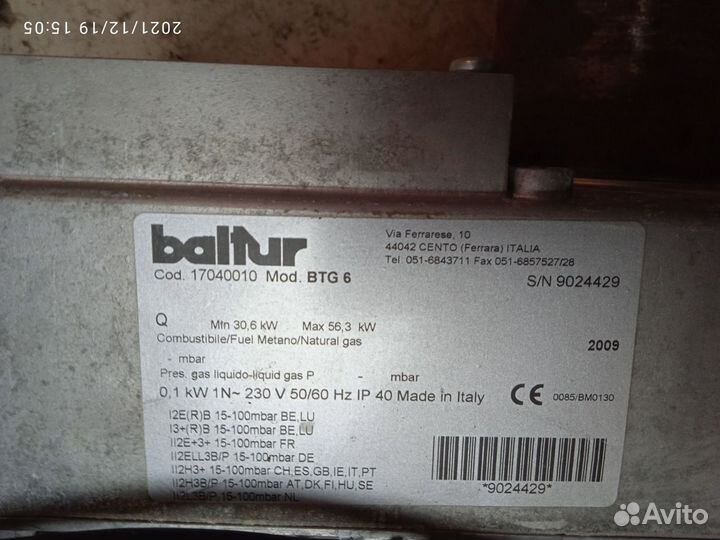 2021/12/19 15:05
baltur
Via Ferrarese, 10
44042 CENTO (Ferrara) ITALIA
Tel. 051-6843711 Fax 051-6857527/28
Cod. 17040010 Mod. BTG 6
S/N 9024429
Q Min 30,6 kW Max 56,3 kW
Combustibile/Fuel Metano/Natural gas
2009
- mbar
Pres. gas liquido-liquid gas P - mbar
0,1 kW 1N~ 230 V 50/60 Hz IP 40 Made in Italy
CE 0085/BM0130
I2E(R)B 15-100mbar BE,LU
I3+(R)B 15-100mbar BE,LU
II2E+3+ 15-100mbar FR
II2ELL3B/P 15-100mbar DE
II2H3+ 15-100mbar CH,ES,GB,IE,IT,PT
II2H3B/P 15-100mbar AT,DK,FI,HU,SE
II2L3B/P 15-100mbar NL
*9024429*
Avito